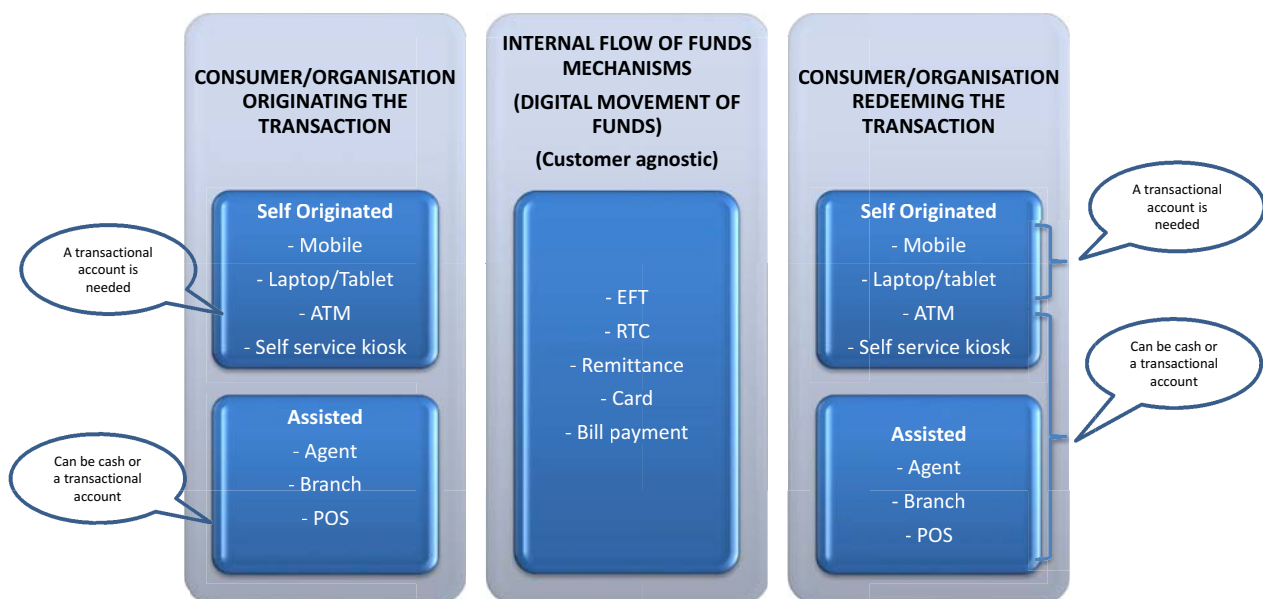 CONSUMER/ORGANISATION
ORIGINATING THE
TRANSACTION
Self Originated
- Mobile
- Laptop/Tablet
- ATM
- Self service kiosk
A transactional
account is
needed
Assisted
- Agent
- Branch
- POS
Can be cash or
a transactional
account
INTERNAL FLOW OF FUNDS
MECHANISMS
(DIGITAL MOVEMENT OF
FUNDS)
(Customer agnostic)
- EFT
- RTC
- Remittance
- Card
- Bill payment
CONSUMER/ORGANISATION
REDEEMING THE
TRANSACTION
Self Originated
- Mobile
- Laptop/tablet
- ATM
- Self service kiosk
A transactional
account is
needed
Assisted
- Agent
- Branch
- POS
Can be cash or
a transactional
account